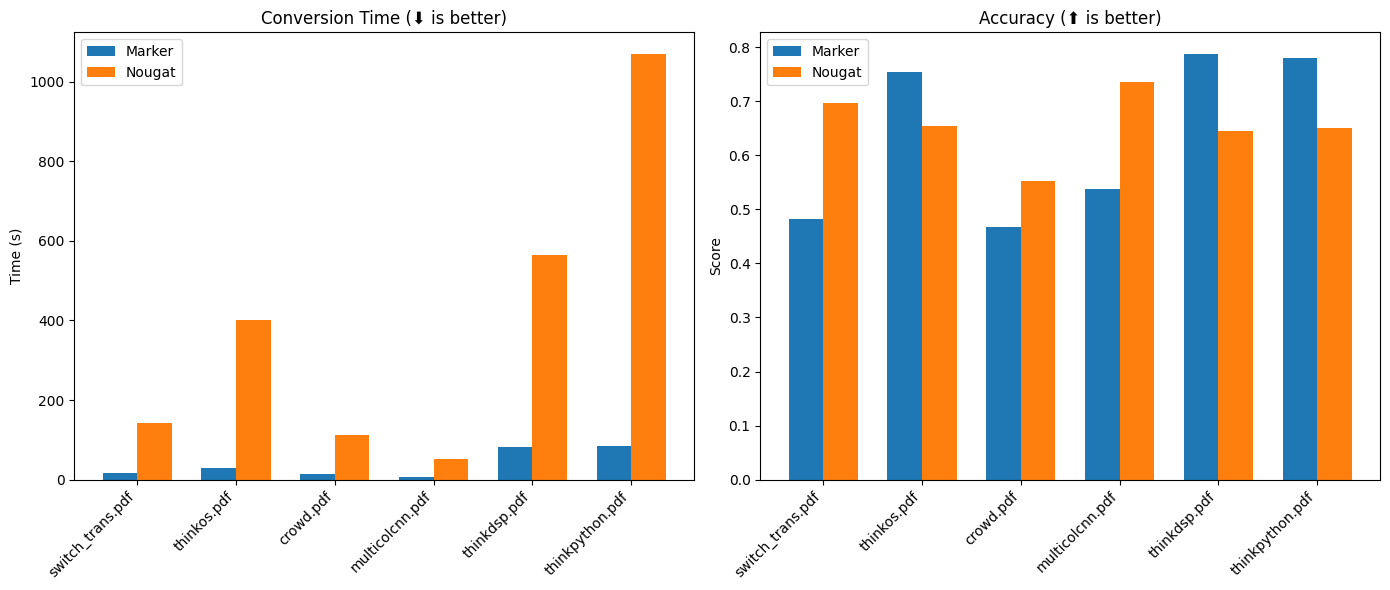 Conversion Time (⬇ is better)
Marker
Nougat
Time (s)
1000
800
600
400
200
0
switch_trans.pdf
thinkos.pdf
crowd.pdf
multicolcnn.pdf
thinkdsp.pdf
thinkpython.pdf
Accuracy (⬆ is better)
Marker
Nougat
Score
0.8
0.7
0.6
0.5
0.4
0.3
0.2
0.1
0.0
switch_trans.pdf
thinkos.pdf
crowd.pdf
multicolcnn.pdf
thinkdsp.pdf
thinkpython.pdf